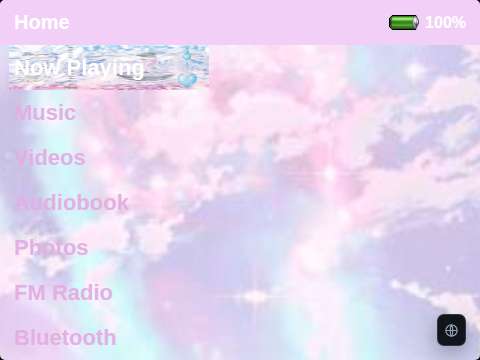 Home
100%
Now Playing
Music
Videos
Audiobook
Photos
FM Radio
Bluetooth